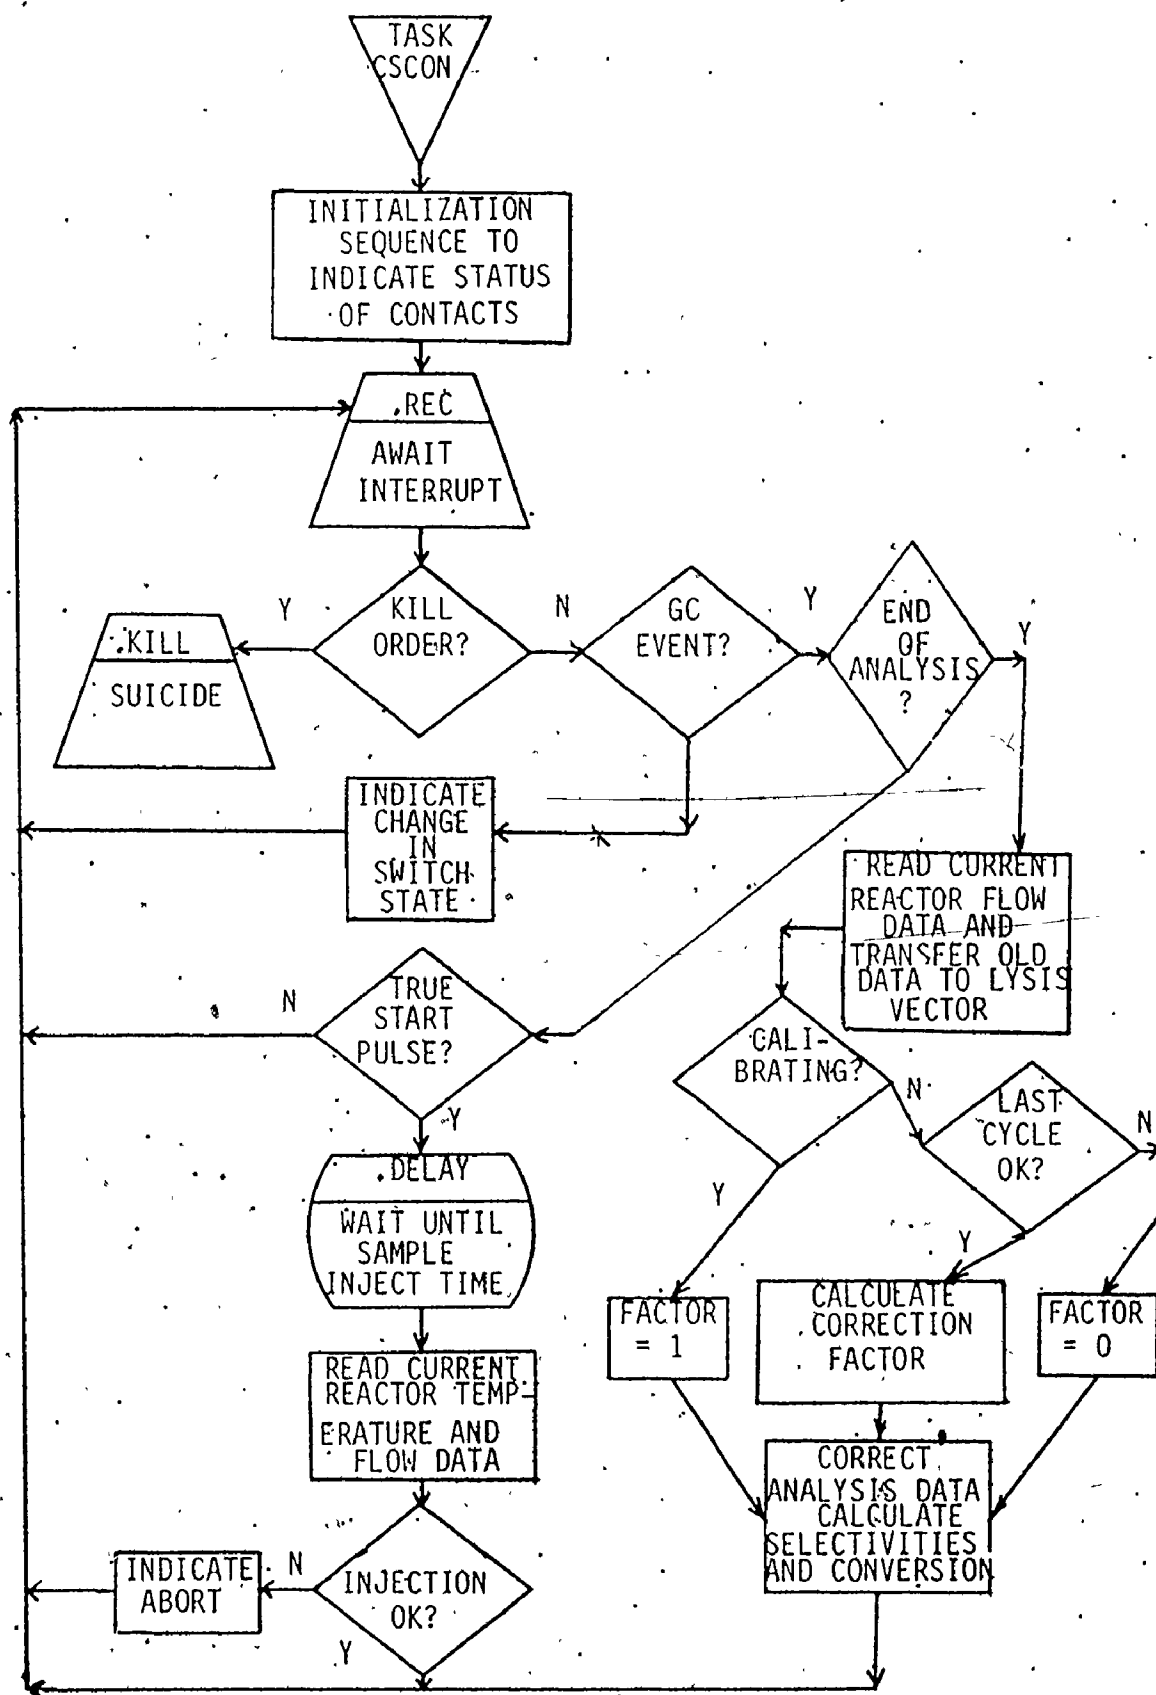 TASK
CSCON
INITIALIZATION
SEQUENCE TO
INDICATE STATUS
OF CONTACTS
.REC
AWAIT
INTERRUPT
KILL
ORDER?
Y
N
.KILL
SUICIDE
GC
EVENT?
Y
END
OF
ANALYSIS
?
Y
INDICATE
CHANGE
IN
SWITCH
STATE
READ CURRENT
REACTOR FLOW
DATA AND
TRANSFER OLD
DATA TO LYSIS
VECTOR
TRUE
START
PULSE?
N
Y
CALI-
BRATING?
N
Y
LAST
CYCLE
OK?
N
Y
.DELAY
WAIT UNTIL
SAMPLE
INJECT TIME
FACTOR
= 1
CALCULATE
CORRECTION
FACTOR
FACTOR
= 0
READ CURRENT
REACTOR TEMP-
ERATURE AND
FLOW DATA
CORRECT
ANALYSIS DATA
CALCULATE
SELECTIVITIES
AND CONVERSION
INJECTION
OK?
N
Y
INDICATE
ABORT